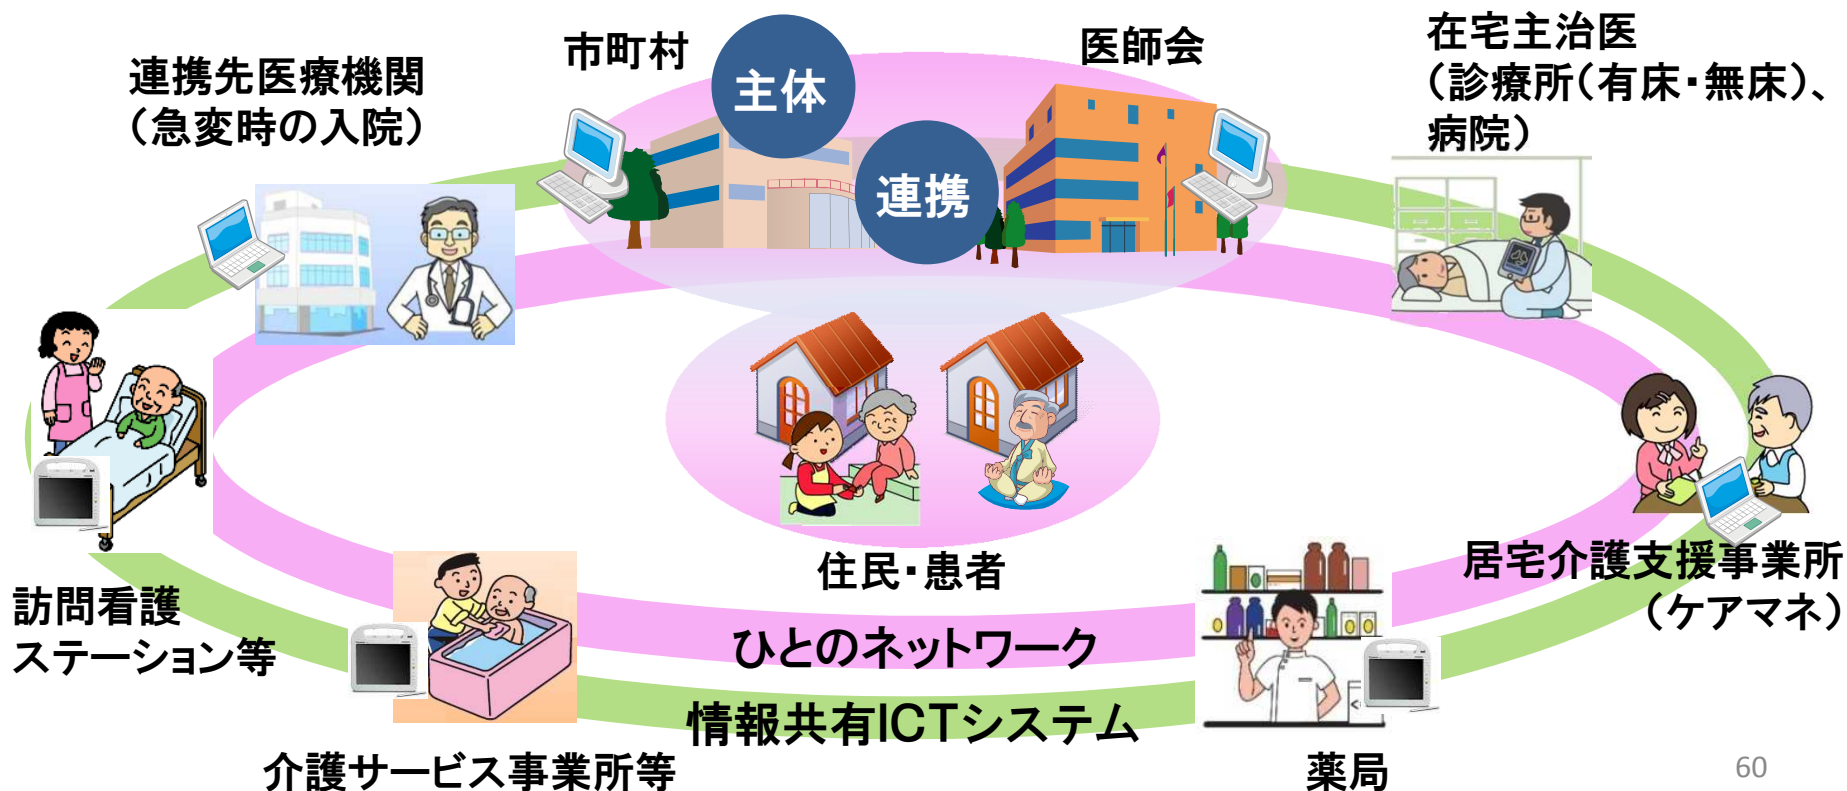 市町村
医師会
主体
連携
連携先医療機関
（急変時の入院）
在宅主治医
（診療所（有床・無床）、
病院）
住民・患者
居宅介護支援事業所
（ケアマネ）
訪問看護
ステーション等
ひとのネットワーク
情報共有ICTシステム
介護サービス事業所等
薬局
60